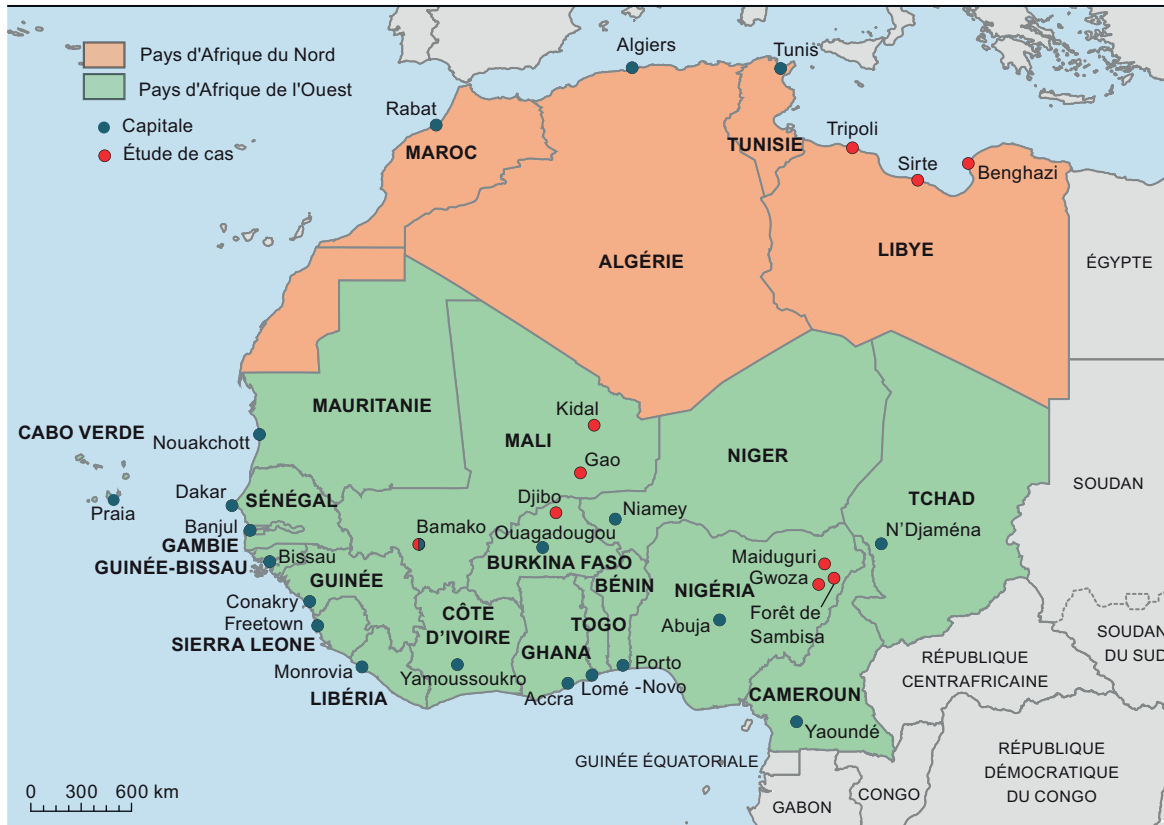 Pays d'Afrique du Nord
Pays d'Afrique de l'Ouest
Capitale
Étude de cas
Algiers
Tunis
Rabat
MAROC
TUNISIE
Tripoli
Sirte
Benghazi
ALGÉRIE
LIBYE
ÉGYPTE
MAURITANIE
Kidal
MALI
Gao
NIGER
CABO VERDE
Nouakchott
TCHAD
SOUDAN
Praia
Dakar
SÉNÉGAL
Djibo
Niamey
Banjul
GAMBIE
Bamako
Ouagadougou
N'Djaména
GUINÉE-BISSAU
Bissau
BURKINA FASO
Maiduguri
Gwoza
GUINÉE
BÉNIN
NIGÉRIA
Conakry
Freetown
CÔTE
D'IVOIRE
TOGO
Abuja
Forêt de
Sambisa
SIERRA LEONE
GHANA
SOUDAN
DU SUD
Monrovia
Yamoussoukro
Porto
-Novo
RÉPUBLIQUE
CENTRAFRICAINE
LIBÉRIA
Accra
Lomé
CAMEROUN
Yaoundé
GUINÉE ÉQUATORIALE
RÉPUBLIQUE
DÉMOCRATIQUE
DU CONGO
GABON
CONGO
0 300 600 km